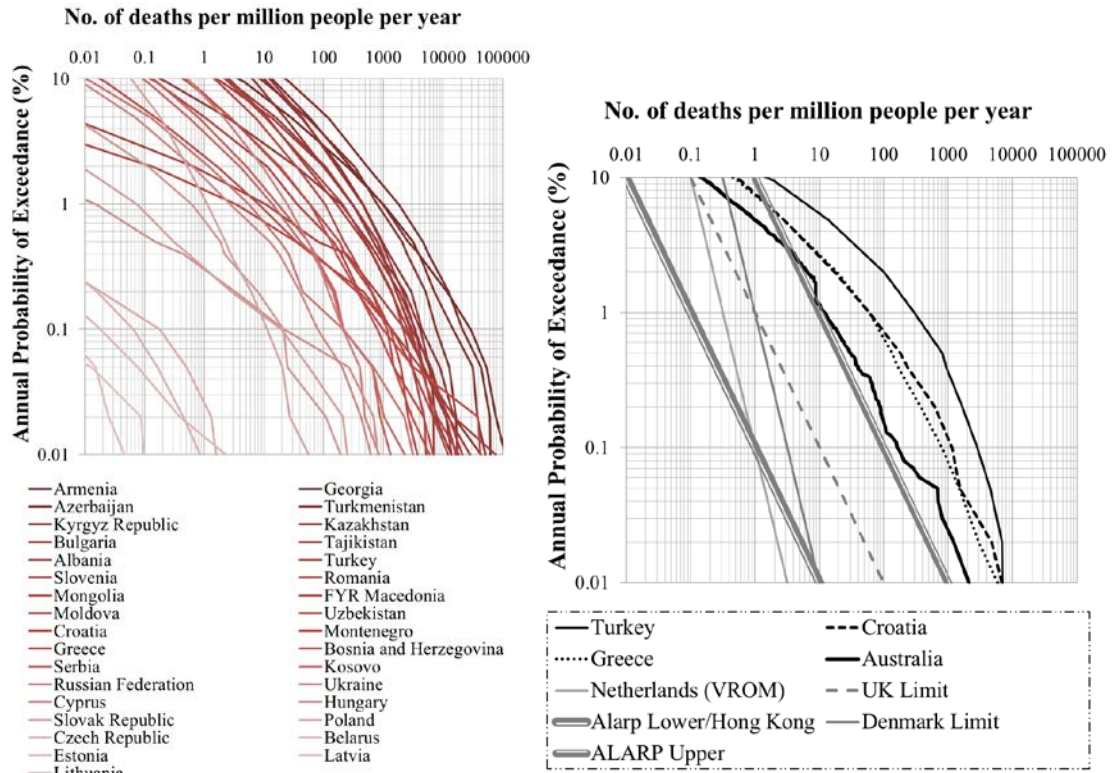 No. of deaths per million people per year
0.01 0.1 1 10 100 1000 10000 100000
Annual Probability of Exceedance (%)
10
1
0.1
0.01
Armenia Georgia
Azerbaijan Turkmenistan
Kyrgyz Republic Kazakhstan
Bulgaria Tajikistan
Albania Turkey
Slovenia Romania
Mongolia FYR Macedonia
Moldova Uzbekistan
Croatia Montenegro
Greece Bosnia and Herzegovina
Serbia Kosovo
Russian Federation Ukraine
Cyprus Hungary
Slovak Republic Poland
Czech Republic Belarus
Estonia Latvia
Lithuania
No. of deaths per million people per year
0.01 0.1 1 10 100 1000 10000 100000
Annual Probability of Exceedance (%)
10
1
0.1
0.01
Turkey Croatia
Greece Australia
Netherlands (VROM) UK Limit
Alarp Lower/Hong Kong Denmark Limit
ALARP Upper